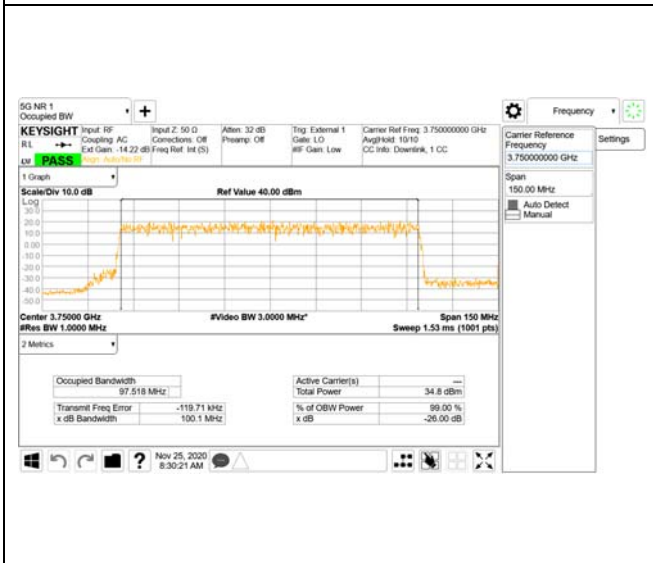 5G NR 1
Occupied BW
Frequency
KEYSIGHT
R L
PASS
Input: RF
Coupling: AC
Ext Gain: -14.22 dB
Align: Auto/No RF
Input Z: 50 Ω
Corrections: Off
Freq Ref: Int (S)
Atten: 32 dB
Preamp: Off
Trig: External 1
Gate: LO
#IF Gain: Low
Carrier Ref Freq: 3.750000000 GHz
Avg|Hold: 10/10
CC Info: Downlink, 1 CC
Carrier Reference
Frequency
3.750000000 GHz
Settings
Span
150.00 MHz
Auto Detect
Manual
1 Graph
Scale/Div 10.0 dB
Ref Value 40.00 dBm
Log
30.0
20.0
10.0
0.00
-10.0
-20.0
-30.0
-40.0
-50.0
Center 3.75000 GHz
#Video BW 3.0000 MHz*
Span 150 MHz
#Res BW 1.0000 MHz
Sweep 1.53 ms (1001 pts)
2 Metrics
Occupied Bandwidth
97.518 MHz
Active Carrier(s)
---
Total Power
34.8 dBm
Transmit Freq Error
-119.71 kHz
% of OBW Power
99.00 %
x dB Bandwidth
100.1 MHz
x dB
-26.00 dB
?
Nov 25, 2020
8:30:21 AM